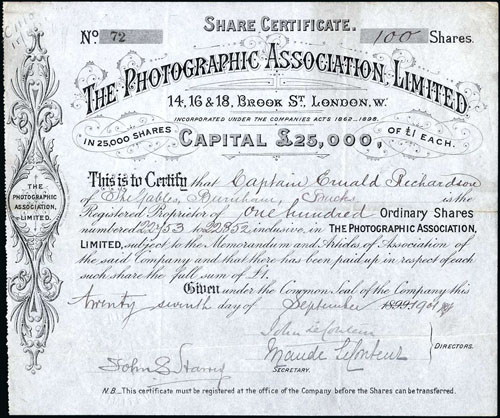 SHARE CERTIFICATE.
No. 72 100 Shares.
THE PHOTOGRAPHIC ASSOCIATION, LIMITED
14, 16 & 18, BROOK ST. LONDON, W.
INCORPORATED UNDER THE COMPANIES ACTS 1862–1898.
IN 25,000 SHARES CAPITAL £25,000, OF £1 EACH.
This is to Certify that Captain Richardson
of The Gables, Burnham, Bucks is the
Registered Proprietor of One hundred Ordinary Shares
numbered to 22852 inclusive, in THE PHOTOGRAPHIC ASSOCIATION,
LIMITED, subject to the Memorandum and Articles of Association of
the said Company and that there has been paid up in respect of each
such share the full sum of £1.
Given under the Common Seal of the Company this
twenty seventh day of September
THE
PHOTOGRAPHIC
ASSOCIATION,
LIMITED.
John
Maude
DIRECTORS.
John S Harris
SECRETARY.
N.B.—This certificate must be registered at the office of the Company before the Shares can be transferred.